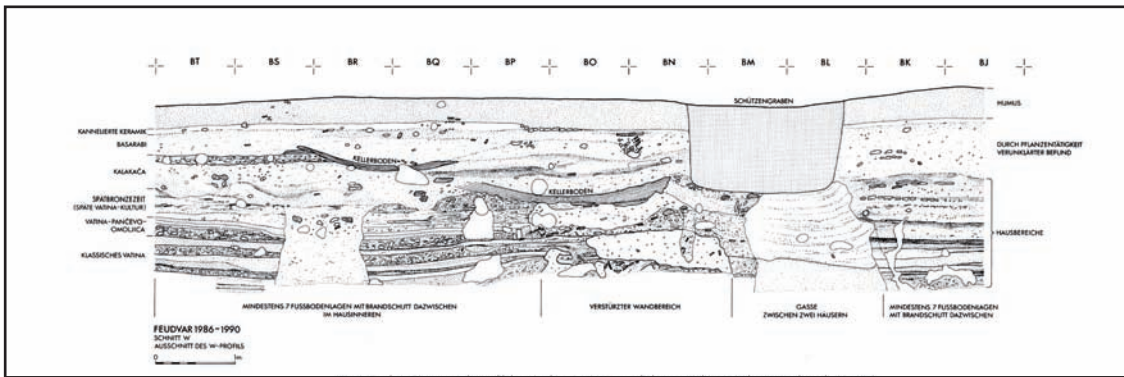 BT BS BR BQ BP BO BN BM BL BK BJ
SCHÜTZENGRABEN
HUMUS
KANNELIERTE KERAMIK
BASARABI
DURCH PFLANZENTÄTIGKEIT
VERUNKLÄRTER BEFUND
KELLERBODEN
KALAKAČA
KELLERBODEN
SPÄTBRONZEZEIT
(SPÄTE VATINA-KULTUR)
VATINA-PANČEVO-
OMOLJICA
HAUSBEREICHE
KLASSISCHES VATINA
MINDESTENS 7 FUSSBODENLAGEN MIT BRANDSCHUTT DAZWISCHEN
IM HAUSINNEREN
VERSTÜRZTER WANDBEREICH
GASSE
ZWISCHEN ZWEI HÄUSERN
MINDESTENS 7 FUSSBODENLAGEN
MIT BRANDSCHUTT DAZWISCHEN
FEUDVAR 1986–1990
SCHNITT W
AUSSCHNITT DES W-PROFILS
0 1m